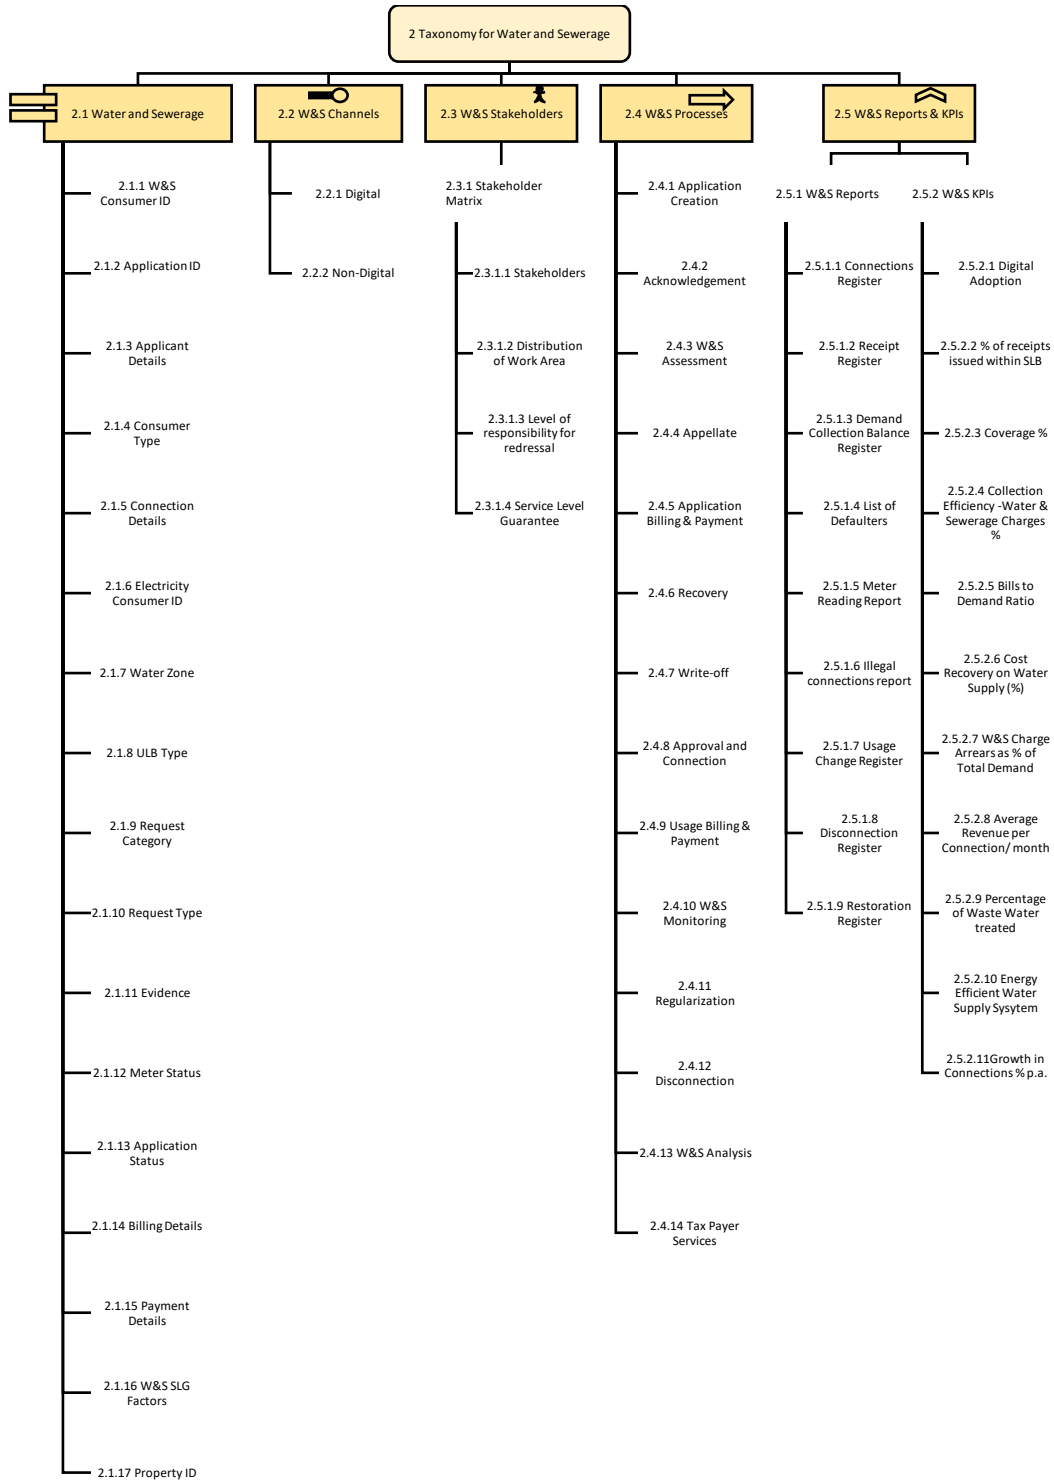 2 Taxonomy for Water and Sewerage
2.1 Water and Sewerage
2.1.1 W&S
Consumer ID
2.1.2 Application ID
2.1.3 Applicant
Details
2.1.4 Consumer
Type
2.1.5 Connection
Details
2.1.6 Electricity
Consumer ID
2.1.7 Water Zone
2.1.8 ULB Type
2.1.9 Request
Category
2.1.10 Request Type
2.1.11 Evidence
2.1.12 Meter Status
2.1.13 Application
Status
2.1.14 Billing Details
2.1.15 Payment
Details
2.1.16 W&S SLG
Factors
2.1.17 Property ID
2.2 W&S Channels
2.2.1 Digital
2.2.2 Non-Digital
2.3 W&S Stakeholders
2.3.1 Stakeholder
Matrix
2.3.1.1 Stakeholders
2.3.1.2 Distribution
of Work Area
2.3.1.3 Level of
responsibility for
redressal
2.3.1.4 Service Level
Guarantee
2.4 W&S Processes
2.4.1 Application
Creation
2.4.2
Acknowledgement
2.4.3 W&S
Assessment
2.4.4 Appellate
2.4.5 Application
Billing & Payment
2.4.6 Recovery
2.4.7 Write-off
2.4.8 Approval and
Connection
2.4.9 Usage Billing &
Payment
2.4.10 W&S
Monitoring
2.4.11
Regularization
2.4.12
Disconnection
2.4.13 W&S Analysis
2.4.14 Tax Payer
Services
2.5 W&S Reports & KPIs
2.5.1 W&S Reports
2.5.1.1 Connections
Register
2.5.1.2 Receipt
Register
2.5.1.3 Demand
Collection Balance
Register
2.5.1.4 List of
Defaulters
2.5.1.5 Meter
Reading Report
2.5.1.6 Illegal
connections report
2.5.1.7 Usage
Change Register
2.5.1.8
Disconnection
Register
2.5.1.9 Restoration
Register
2.5.2 W&S KPIs
2.5.2.1 Digital
Adoption
2.5.2.2 % of receipts
issued within SLB
2.5.2.3 Coverage %
2.5.2.4 Collection
Efficiency -Water &
Sewerage Charges
%
2.5.2.5 Bills to
Demand Ratio
2.5.2.6 Cost
Recovery on Water
Supply (%)
2.5.2.7 W&S Charge
Arrears as % of
Total Demand
2.5.2.8 Average
Revenue per
Connection/ month
2.5.2.9 Percentage
of Waste Water
treated
2.5.2.10 Energy
Efficient Water
Supply Sysytem
2.5.2.11Growth in
Connections % p.a.